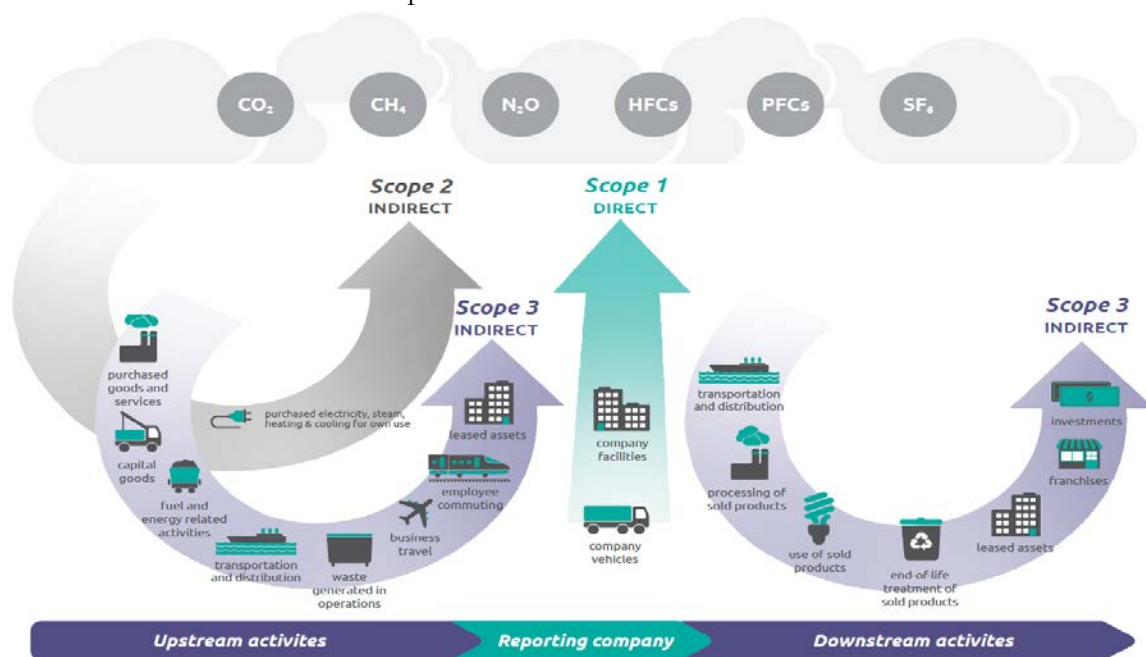 CO₂
CH₄
N₂O
HFCs
PFCs
SF₆
Scope 2
INDIRECT
Scope 1
DIRECT
Scope 3
INDIRECT
Scope 3
INDIRECT
purchased
goods and
services
capital
goods
fuel and
energy related
activities
transportation
and distribution
waste
generated in
operations
business
travel
employee
commuting
leased assets
purchased electricity, steam,
heating & cooling for own use
company
facilities
company
vehicles
transportation
and distribution
processing of
sold products
use of sold
products
end-of-life
treatment of
sold products
leased assets
franchises
investments
$
Upstream activites
Reporting company
Downstream activites